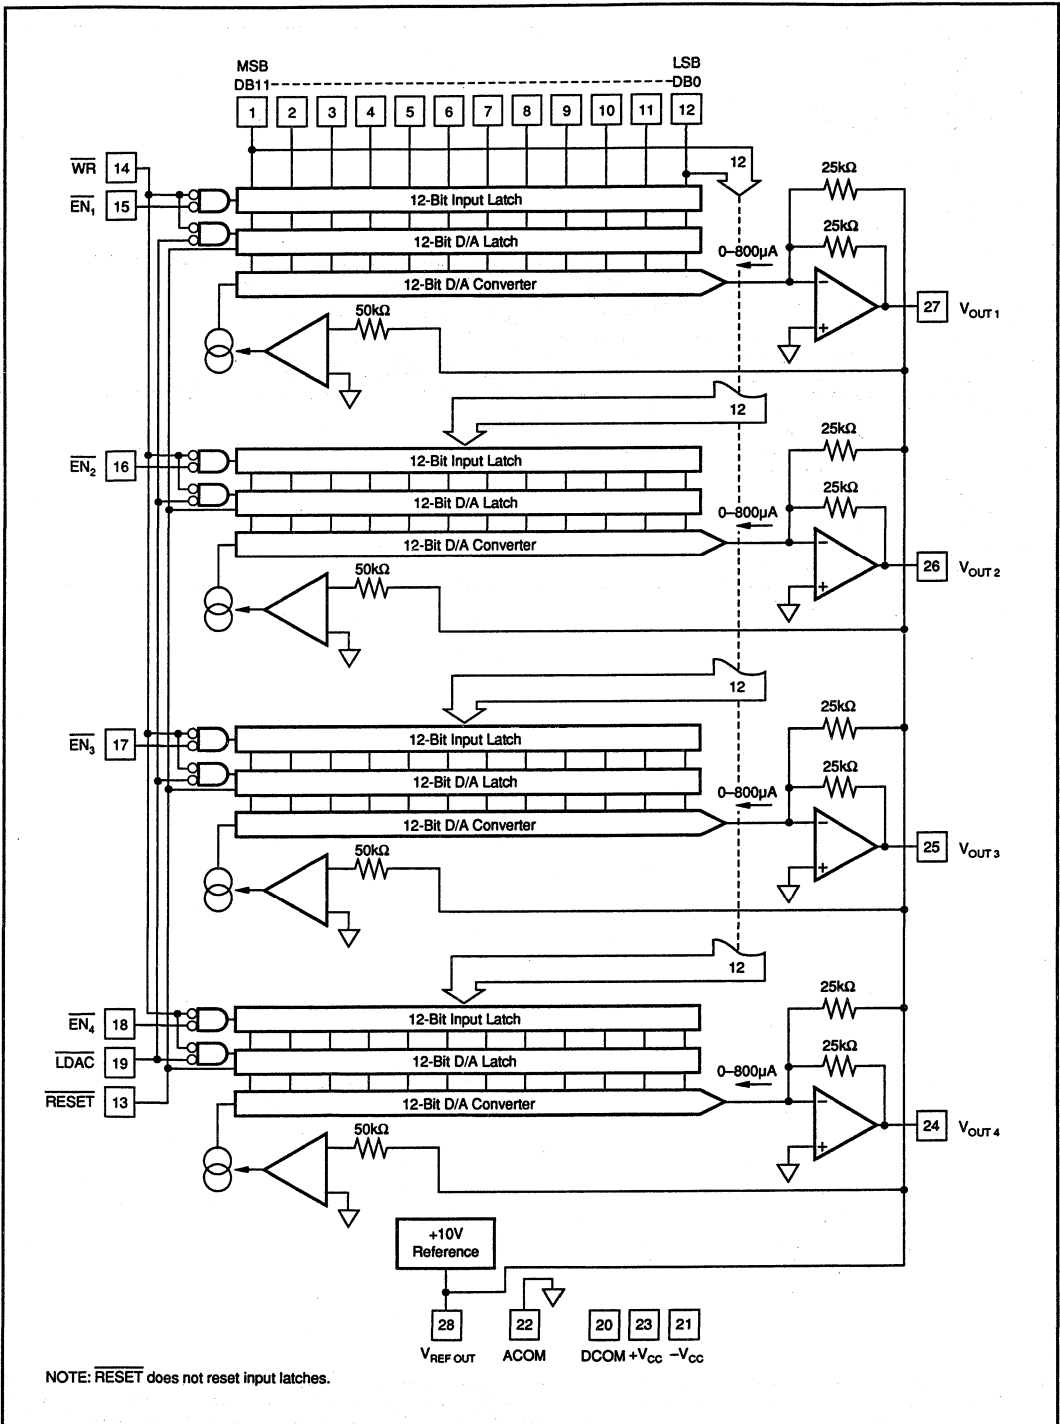 MSB LSB
DB11 DB0
1 2 3 4 5 6 7 8 9 10 11 12
WR 14
12
25kΩ
EN1 15
12-Bit Input Latch
25kΩ
12-Bit D/A Latch
0–800μA
12-Bit D/A Converter
−
27 VOUT 1
50kΩ
+
12
25kΩ
EN2 16
12-Bit Input Latch
25kΩ
12-Bit D/A Latch
0–800μA
12-Bit D/A Converter
−
26 VOUT 2
50kΩ
+
12
25kΩ
EN3 17
12-Bit Input Latch
25kΩ
12-Bit D/A Latch
0–800μA
12-Bit D/A Converter
−
25 VOUT 3
50kΩ
+
12
25kΩ
EN4 18
12-Bit Input Latch
25kΩ
LDAC 19
12-Bit D/A Latch
0–800μA
RESET 13
12-Bit D/A Converter
−
24 VOUT 4
50kΩ
+
+10V
Reference
28 22 20 23 21
VREF OUT ACOM DCOM +VCC −VCC
NOTE: RESET does not reset input latches.